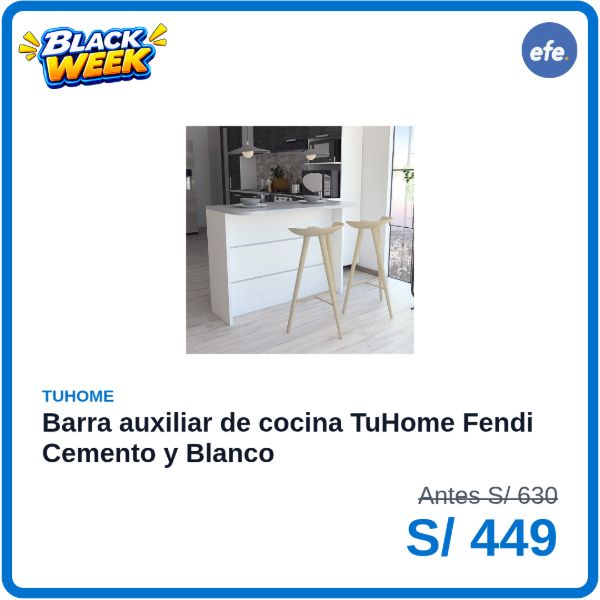 BLACK
WEEK
efe.
TUHOME
Barra auxiliar de cocina TuHome Fendi
Cemento y Blanco
Antes S/ 630
S/ 449